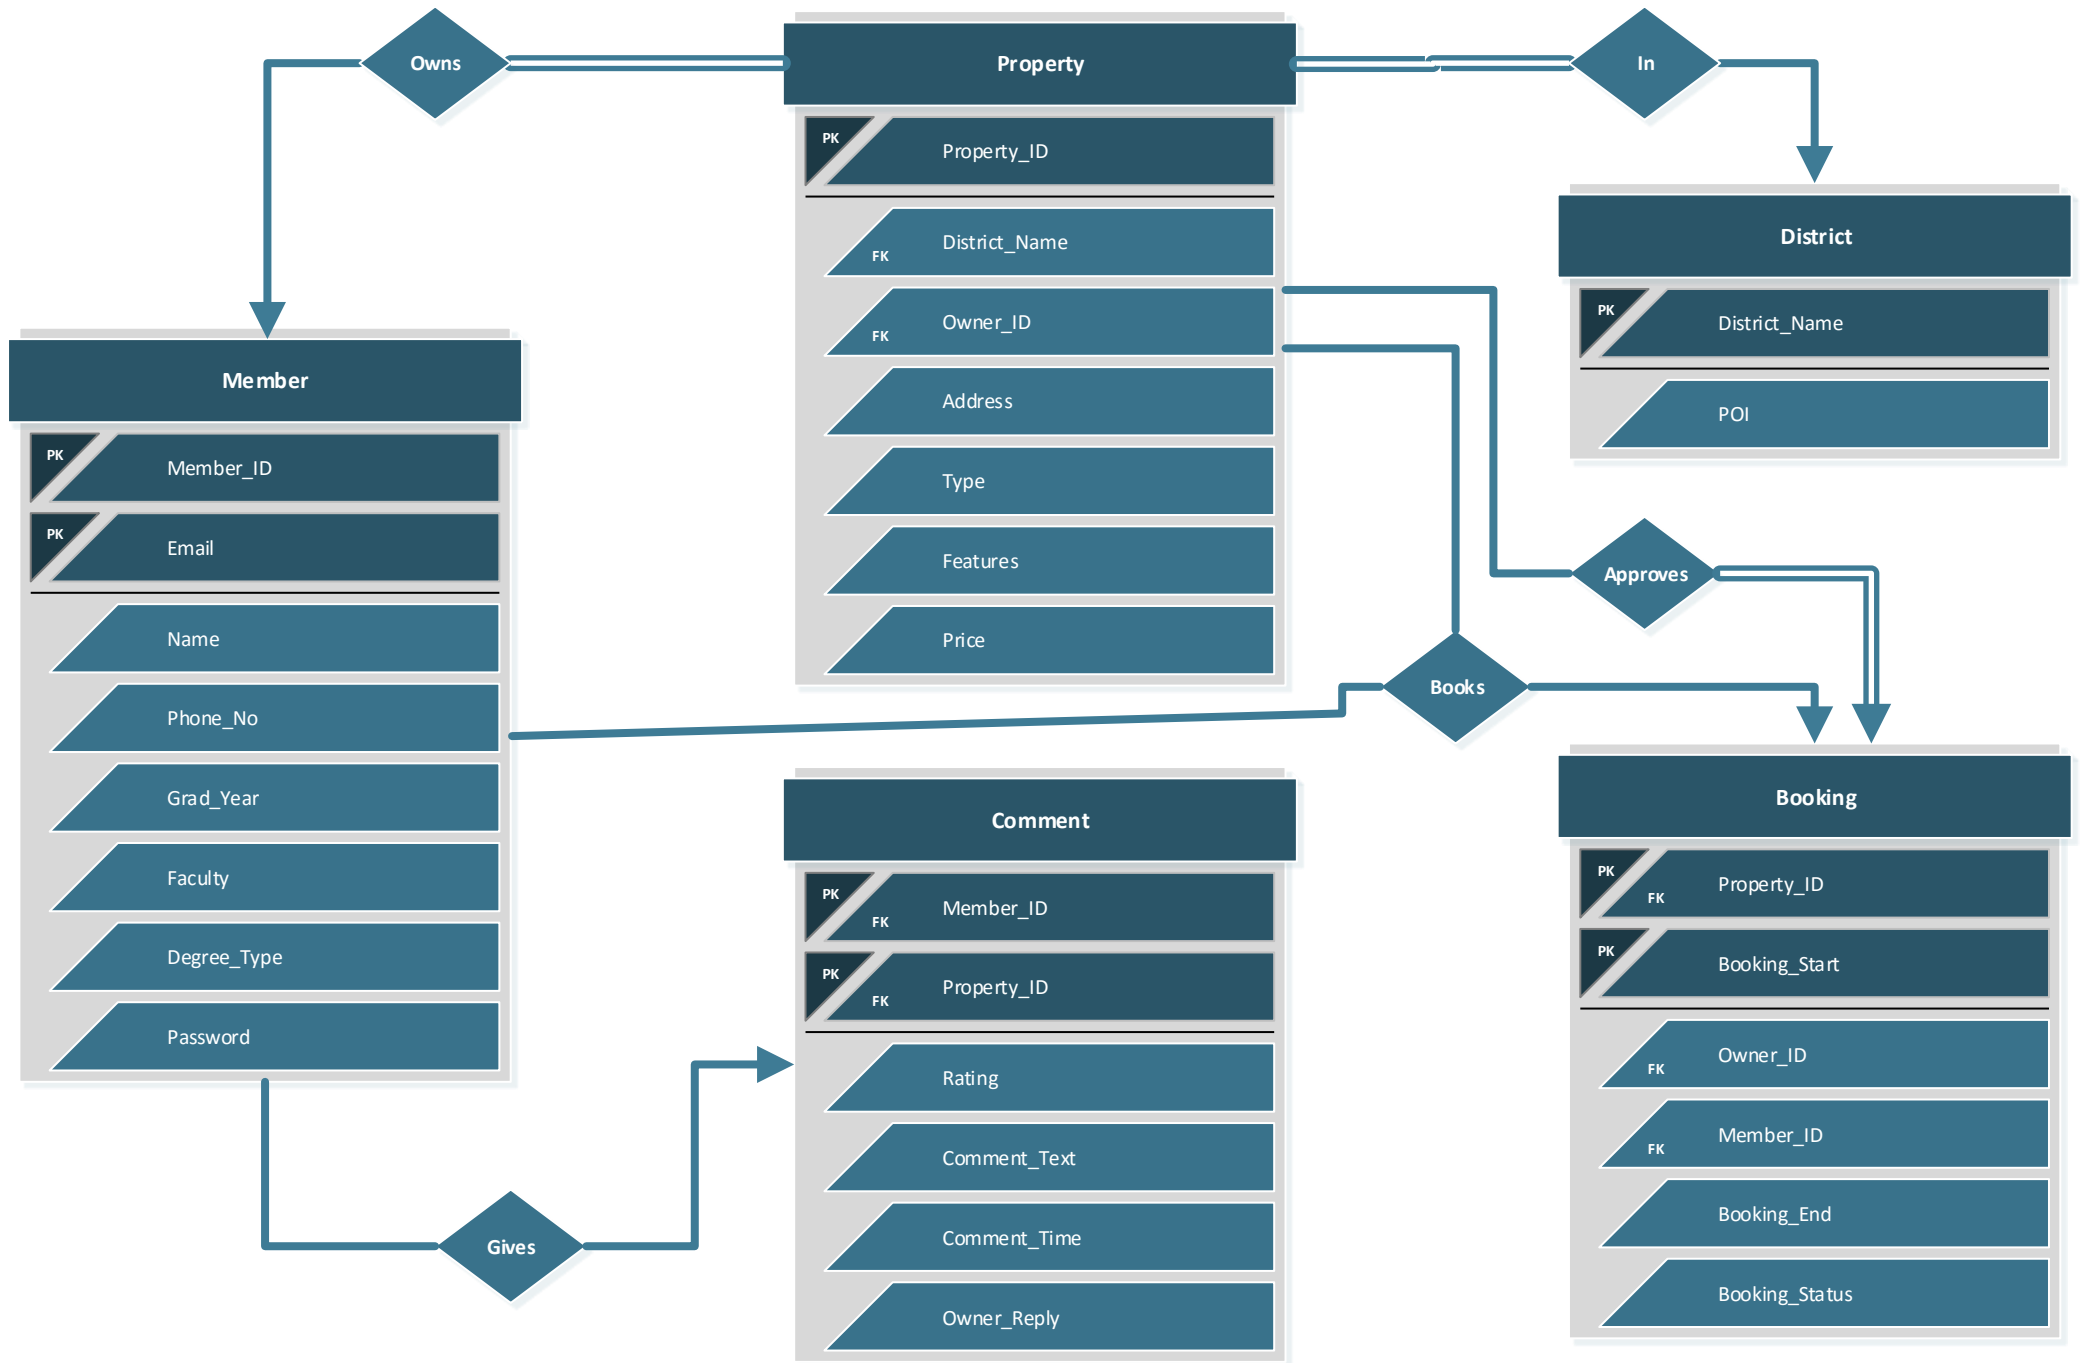 Owns
Property
In
PK
Property_ID
FK
District_Name
FK
Owner_ID
Address
Type
Features
Price
District
PK
District_Name
POI
Member
PK
Member_ID
PK
Email
Name
Phone_No
Grad_Year
Faculty
Degree_Type
Password
Approves
Books
Comment
PK
FK
Member_ID
PK
FK
Property_ID
Rating
Comment_Text
Comment_Time
Owner_Reply
Booking
PK
FK
Property_ID
PK
Booking_Start
FK
Owner_ID
FK
Member_ID
Booking_End
Booking_Status
Gives